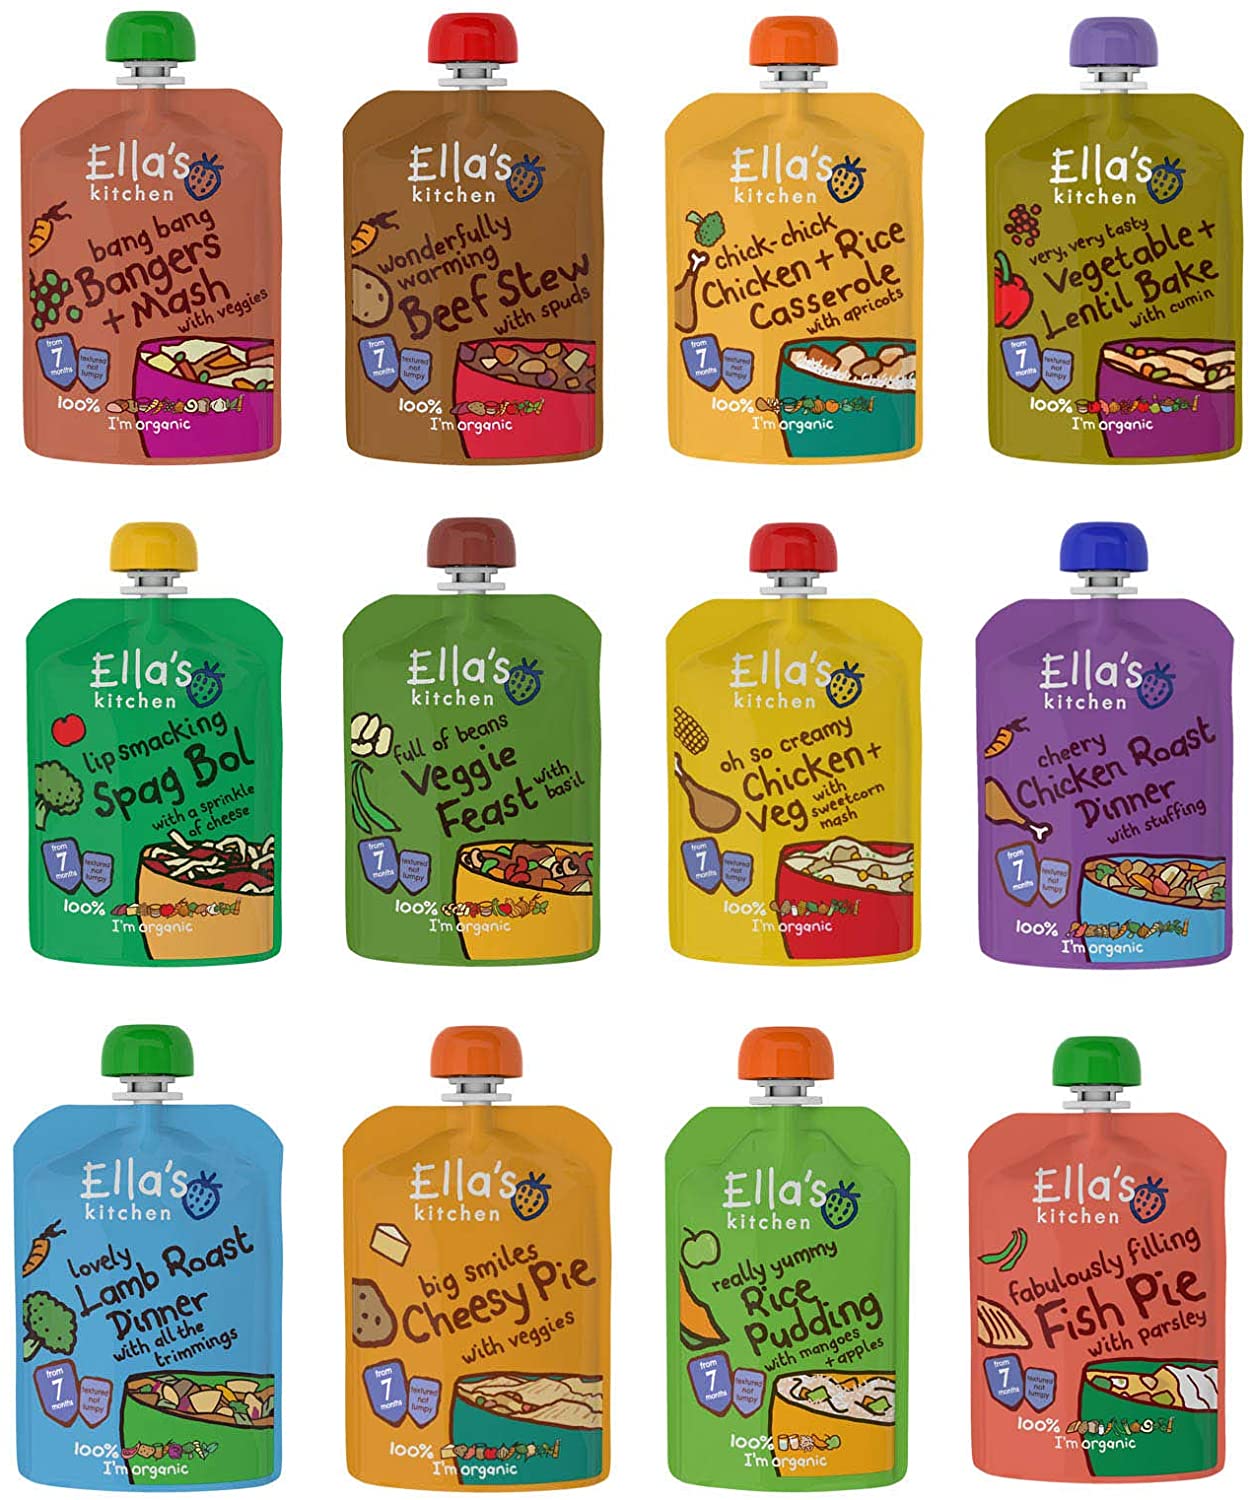 Ella's
kitchen
bang bang
Bangers
+ Mash
with veggies
from
7
months
textured
not
lumpy
100%
I'm organic
Ella's
kitchen
wonderfully
warming
Beef Stew
with spuds
from
7
months
textured
not
lumpy
100%
I'm organic
Ella's
kitchen
chick-chick
Chicken + Rice
Casserole
with apricots
from
7
months
textured
not
lumpy
100%
I'm organic
Ella's
kitchen
very, very tasty
Vegetable +
Lentil Bake
with cumin
from
7
months
textured
not
lumpy
100%
I'm organic
Ella's
kitchen
lip smacking
Spag Bol
with a sprinkle
of cheese
from
7
months
textured
not
lumpy
100%
I'm organic
Ella's
kitchen
full of beans
Veggie
Feast with
basil
from
7
months
textured
not
lumpy
100%
I'm organic
Ella's
kitchen
oh so creamy
Chicken +
Veg with
sweetcorn
mash
from
7
months
textured
not
lumpy
100%
I'm organic
Ella's
kitchen
cheery
Chicken Roast
Dinner
with stuffing
from
7
months
textured
not
lumpy
100%
I'm organic
Ella's
kitchen
lovely
Lamb Roast
Dinner
with all the
trimmings
from
7
months
textured
not
lumpy
100%
I'm organic
Ella's
kitchen
big smiles
Cheesy Pie
with veggies
from
7
months
textured
not
lumpy
100%
I'm organic
Ella's
kitchen
really yummy
Rice
Pudding
with mangoes
+ apples
from
7
months
textured
not
lumpy
100%
I'm organic
Ella's
kitchen
fabulously filling
Fish Pie
with parsley
from
7
months
textured
not
lumpy
100%
I'm organic